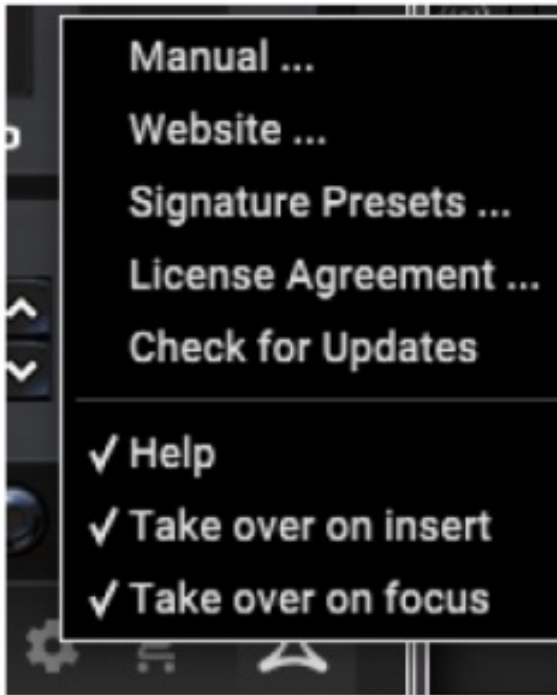 Manual ...
Website ...
Signature Presets ...
License Agreement ...
Check for Updates
✓ Help
✓ Take over on insert
✓ Take over on focus